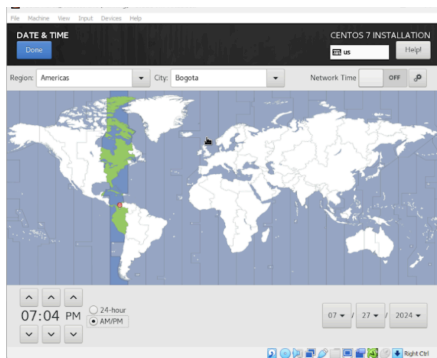 File Machine View Input Devices Help
DATE & TIME
CENTOS 7 INSTALLATION
Done
us
Help!
Region: Americas
City: Bogota
Network Time
OFF
07:04 PM
24-hour
AM/PM
07 / 27 / 2024
Right Ctrl